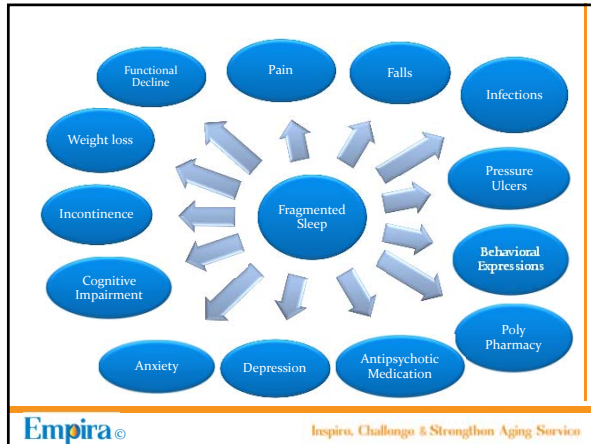 Functional
Decline
Pain
Falls
Infections
Weight loss
Pressure
Ulcers
Incontinence
Fragmented
Sleep
Behavioral
Expressions
Cognitive
Impairment
Poly
Pharmacy
Anxiety
Depression
Antipsychotic
Medication
Empira ©
Inspire, Challenge & Strengthen Aging Service